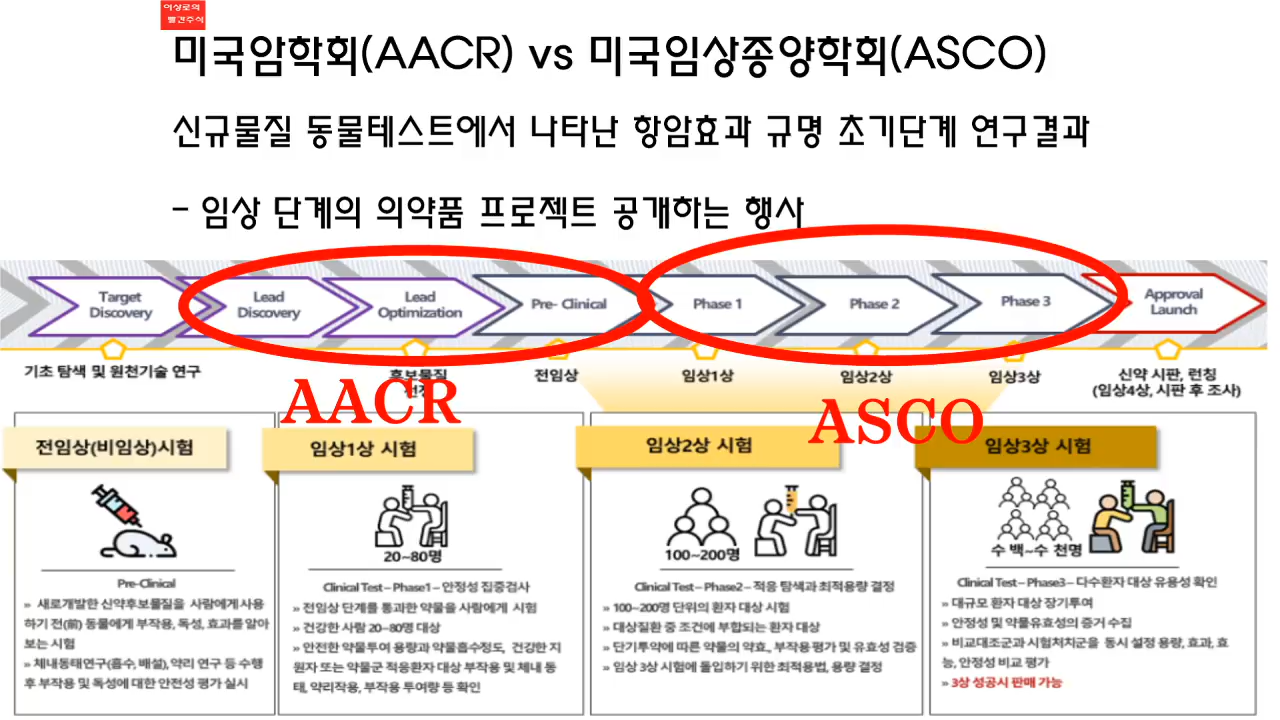 이상로의
빨간주식
미국암학회(AACR) vs 미국임상종양학회(ASCO)
신규물질 동물테스트에서 나타난 항암효과 규명 초기단계 연구결과
- 임상 단계의 의약품 프로젝트 공개하는 행사
Target
Discovery
Lead
Discovery
Lead
Optimization
Pre- Clinical
Phase 1
Phase 2
Phase 3
Approval
Launch
기초 탐색 및 원천기술 연구
후보물질
전임상
임상1상
임상2상
임상3상
신약 시판, 런칭
(임상4상, 시판 후 조사)
AACR
ASCO
전임상(비임상)시험
Pre-Clinical
» 새로개발한 신약후보물질을 사람에게 사용
하기 전(前) 동물에게 부작용, 독성, 효과를 알아
보는 시험
» 체내동태연구(흡수, 배설), 약리 연구 등 수행
후 부작용 및 독성에 대한 안전성 평가 실시
임상1상 시험
20~80명
Clinical Test – Phase1 – 안정성 집중검사
» 전임상 단계를 통과한 약물을 사람에게 시험
» 건강한 사람 20~80명 대상
» 안전한 약물투여 용량과 약물흡수정도, 건강한 지
원자 또는 약물군 적응환자 대상 부작용 및 체내 동
태, 약리작용, 부작용 투여량 등 확인
임상2상 시험
100~200명
Clinical Test – Phase2 – 적응 탐색과 최적용량 결정
» 100~200명 단위의 환자 대상 시험
» 대상질환 중 조건에 부합되는 환자 대상
» 단기투약에 따른 약물의 약효., 부작용 평가 및 유효성 검증
» 임상 3상 시험에 돌입하기 위한 최적용법, 용량 결정
임상3상 시험
수 백~수 천명
Clinical Test – Phase3 – 다수환자 대상 유용성 확인
» 대규모 환자 대상 장기투여
» 안정성 및 약물유효성의 증거 수집
» 비교대조군과 시험처치군을 동시 설정 용량, 효과, 효
능, 안정성 비교 평가
» 3상 성공시 판매 가능